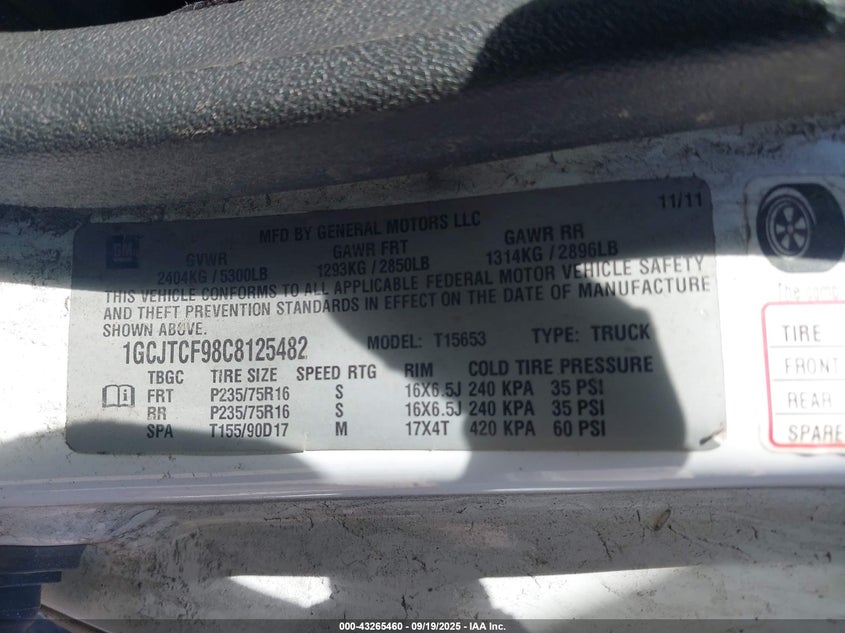 11/11
MFD BY GENERAL MOTORS LLC
GM
GVWR GAWR FRT GAWR RR
2404KG / 5300LB 1293KG / 2850LB 1314KG / 2896LB
THIS VEHICLE CONFORMS TO ALL APPLICABLE FEDERAL MOTOR VEHICLE SAFETY
AND THEFT PREVENTION STANDARDS IN EFFECT ON THE DATE OF MANUFACTURE
SHOWN ABOVE.
1GCJTCF98C8125482 MODEL: T15653 TYPE: TRUCK
TBGC TIRE SIZE SPEED RTG RIM COLD TIRE PRESSURE
FRT P235/75R16 S 16X6.5J 240 KPA 35 PSI
RR P235/75R16 S 16X6.5J 240 KPA 35 PSI
SPA T155/90D17 M 17X4T 420 KPA 60 PSI
TIRE
FRONT
REAR
SPARE
000-43265460 - 09/19/2025 - IAA Inc.